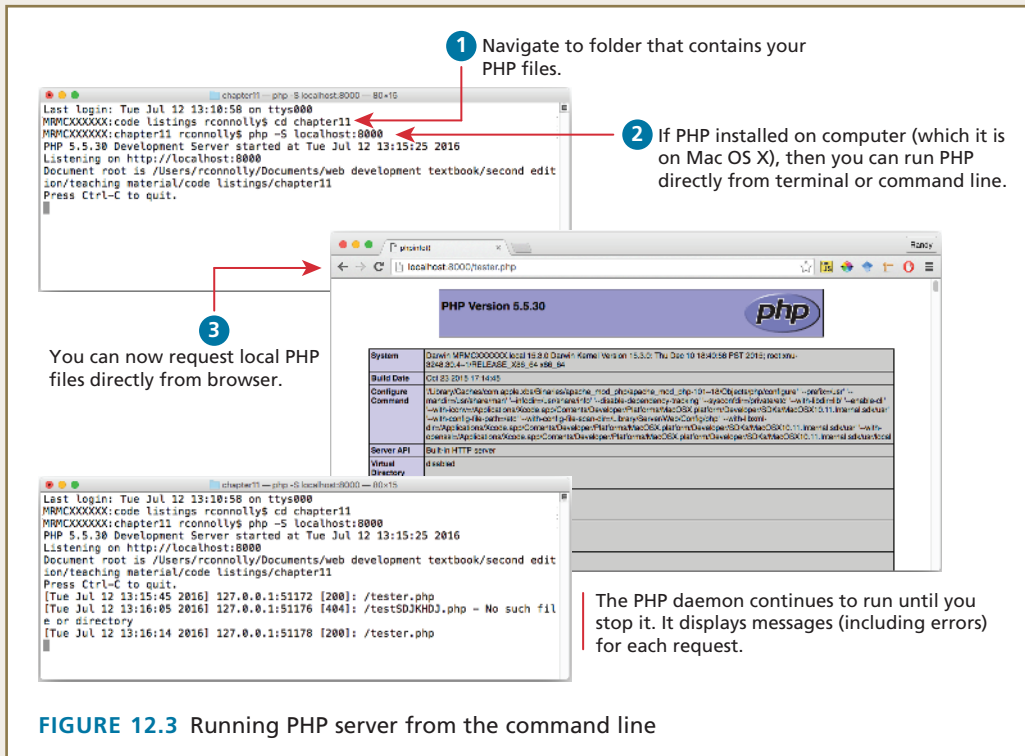 1 Navigate to folder that contains your
PHP files.
chapter11 — php -S localhost:8000 — 80×15
Last login: Tue Jul 12 13:10:58 on ttys000
MRMCXXXXXX:code listings rconnolly$ cd chapter11
MRMCXXXXXX:chapter11 rconnolly$ php -S localhost:8000
PHP 5.5.30 Development Server started at Tue Jul 12 13:15:25 2016
Listening on http://localhost:8000
Document root is /Users/rconnolly/Documents/web development textbook/second edit
ion/teaching material/code listings/chapter11
Press Ctrl-C to quit.
2 If PHP installed on computer (which it is
on Mac OS X), then you can run PHP
directly from terminal or command line.
phpinfo()
Randy
localhost:8000/tester.php
PHP Version 5.5.30
php
System
Build Date Oct 23 2015 17:14:45
Configure
Command
Server API Built-in HTTP server
Virtual
Directory
disabled
3
You can now request local PHP
files directly from browser.
chapter11 — php -S localhost:8000 — 80×15
Last login: Tue Jul 12 13:10:58 on ttys000
MRMCXXXXXX:code listings rconnolly$ cd chapter11
MRMCXXXXXX:chapter11 rconnolly$ php -S localhost:8000
PHP 5.5.30 Development Server started at Tue Jul 12 13:15:25 2016
Listening on http://localhost:8000
Document root is /Users/rconnolly/Documents/web development textbook/second edit
ion/teaching material/code listings/chapter11
Press Ctrl-C to quit.
[Tue Jul 12 13:15:45 2016] 127.0.0.1:51172 [200]: /tester.php
[Tue Jul 12 13:16:05 2016] 127.0.0.1:51176 [404]: /testSDJKHDJ.php – No such fil
e or directory
[Tue Jul 12 13:16:14 2016] 127.0.0.1:51178 [200]: /tester.php
The PHP daemon continues to run until you
stop it. It displays messages (including errors)
for each request.
FIGURE 12.3 Running PHP server from the command line